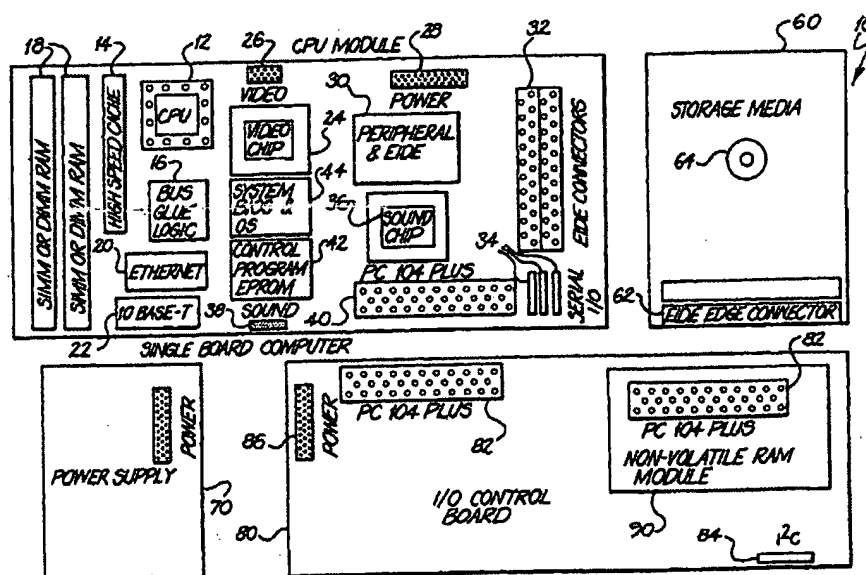 18
14
12
26
CPU MODULE
28
32
60
10
SIMM OR DIMM RAM
SIMM OR DIMM RAM
HIGH SPEED CACHE
CPU
VIDEO
VIDEO
CHIP
24
30
POWER
PERIPHERAL
& EIDE
EIDE CONNECTORS
STORAGE MEDIA
64
16
BUS
GLUE
LOGIC
44
SYSTEM
BIOS &
OS
36
SOUND
CHIP
34
20
ETHERNET
CONTROL
PROGRAM
EPROM
42
PC 104 PLUS
SERIAL
I/O
10 BASE-T
SOUND
38
40
62
EIDE EDGE CONNECTOR
22
SINGLE BOARD COMPUTER
82
POWER
86
POWER
PC 104 PLUS
82
NON-VOLATILE RAM
MODULE
POWER SUPPLY
70
80
I/O CONTROL
BOARD
90
84
I²C